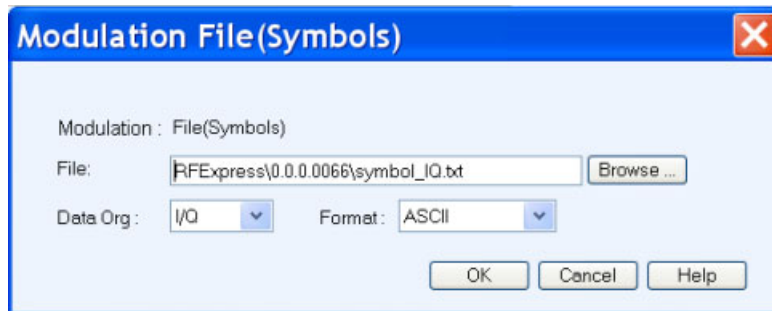 Modulation File(Symbols)
Modulation : File(Symbols)
File: RFExpress\0.0.0.0066\symbol_IQ.txt Browse ...
Data Org : I/Q Format : ASCII
OK Cancel Help